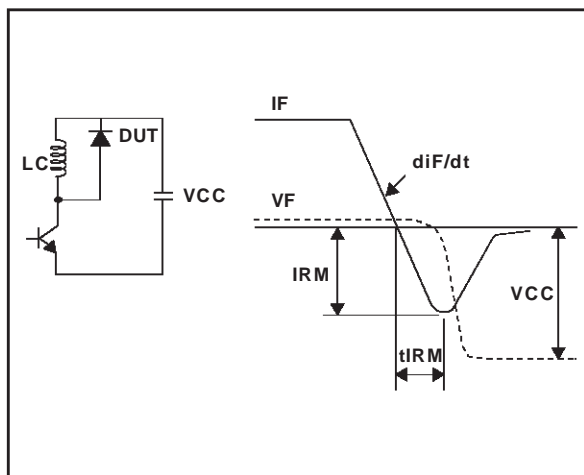 DUT
LC
VCC
IF
diF/dt
VF
IRM
VCC
tIRM